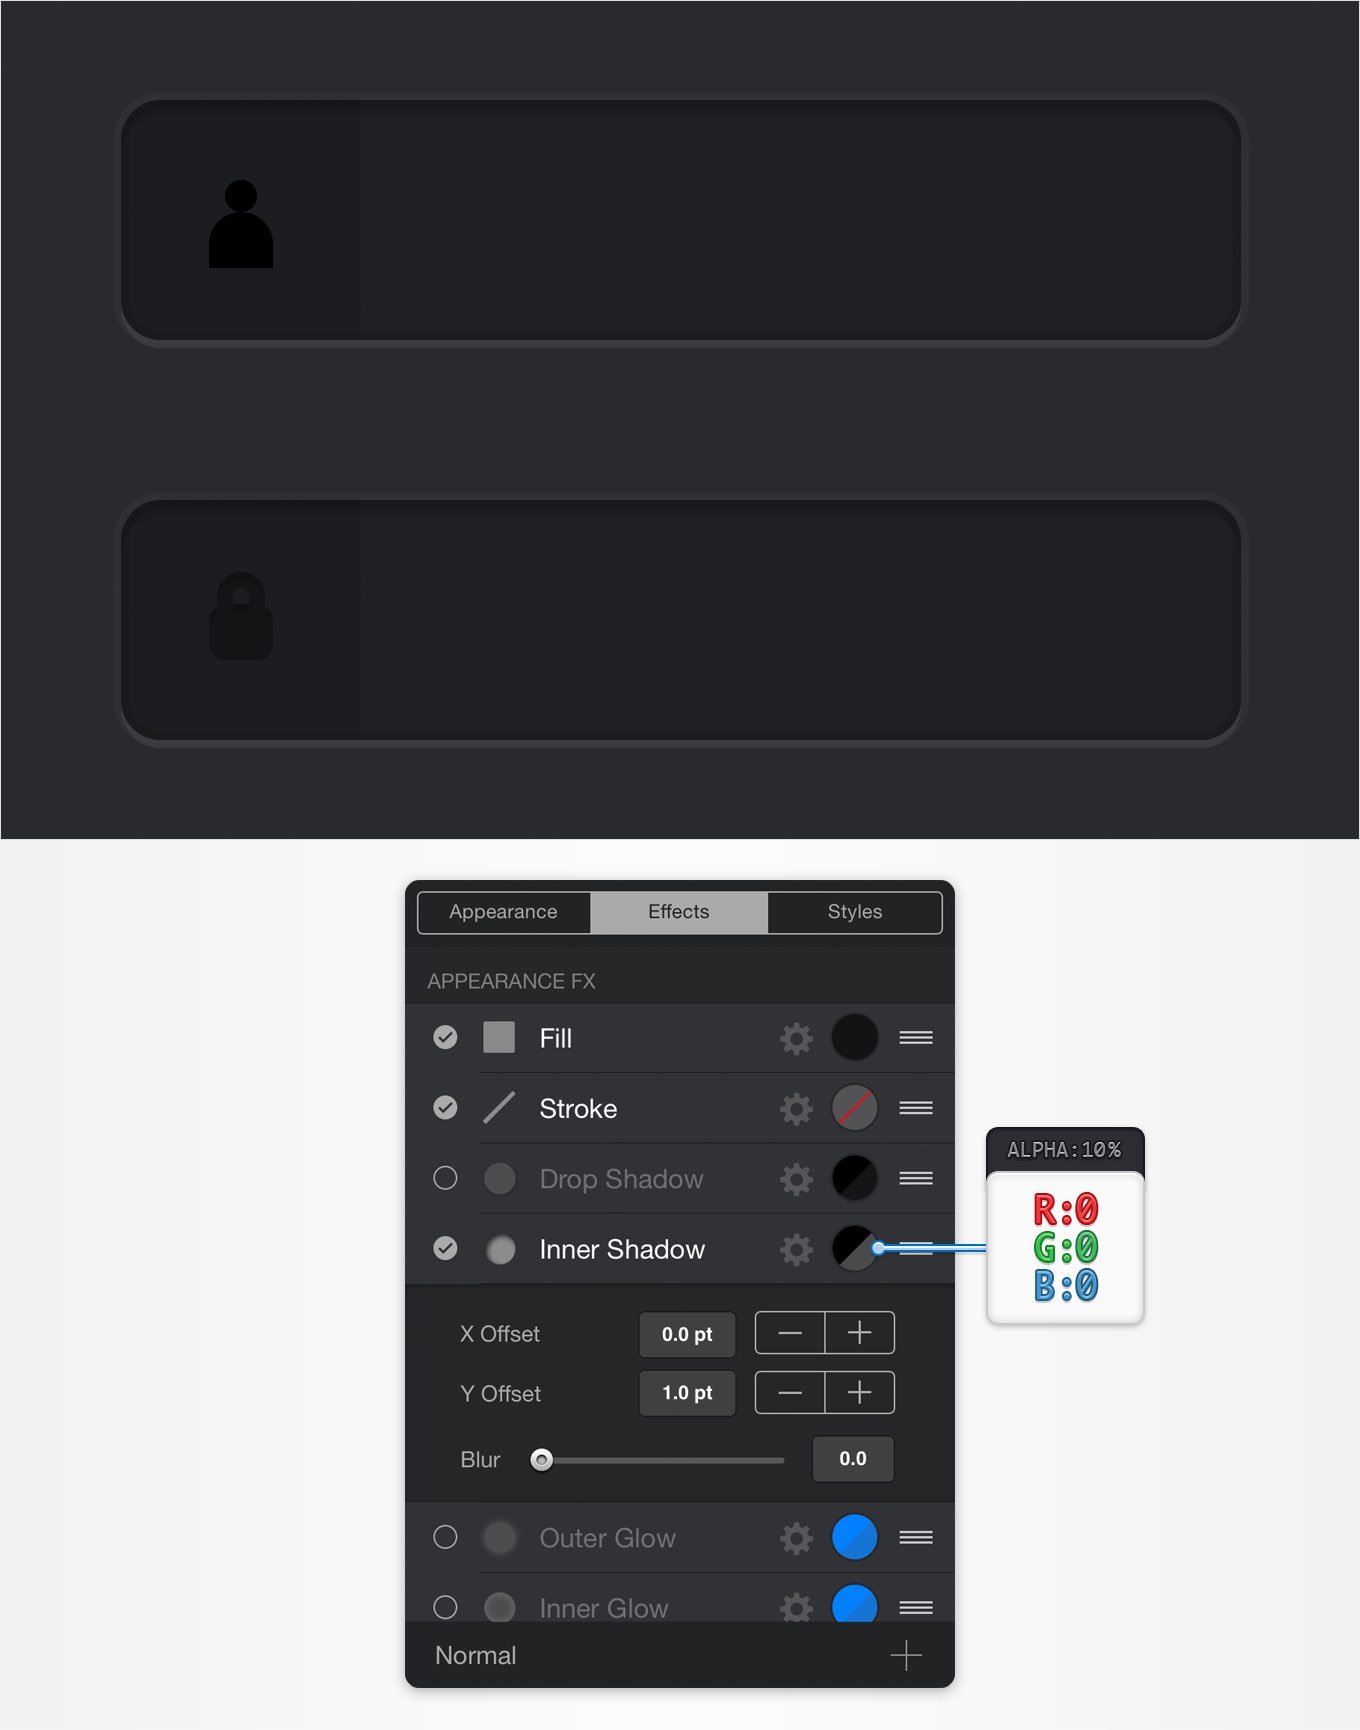 Appearance Effects Styles
APPEARANCE FX
Fill
Stroke
Drop Shadow
Inner Shadow
ALPHA:10%
R:0
G:0
B:0
X Offset 0.0 pt
Y Offset 1.0 pt
Blur 0.0
Outer Glow
Inner Glow
Normal